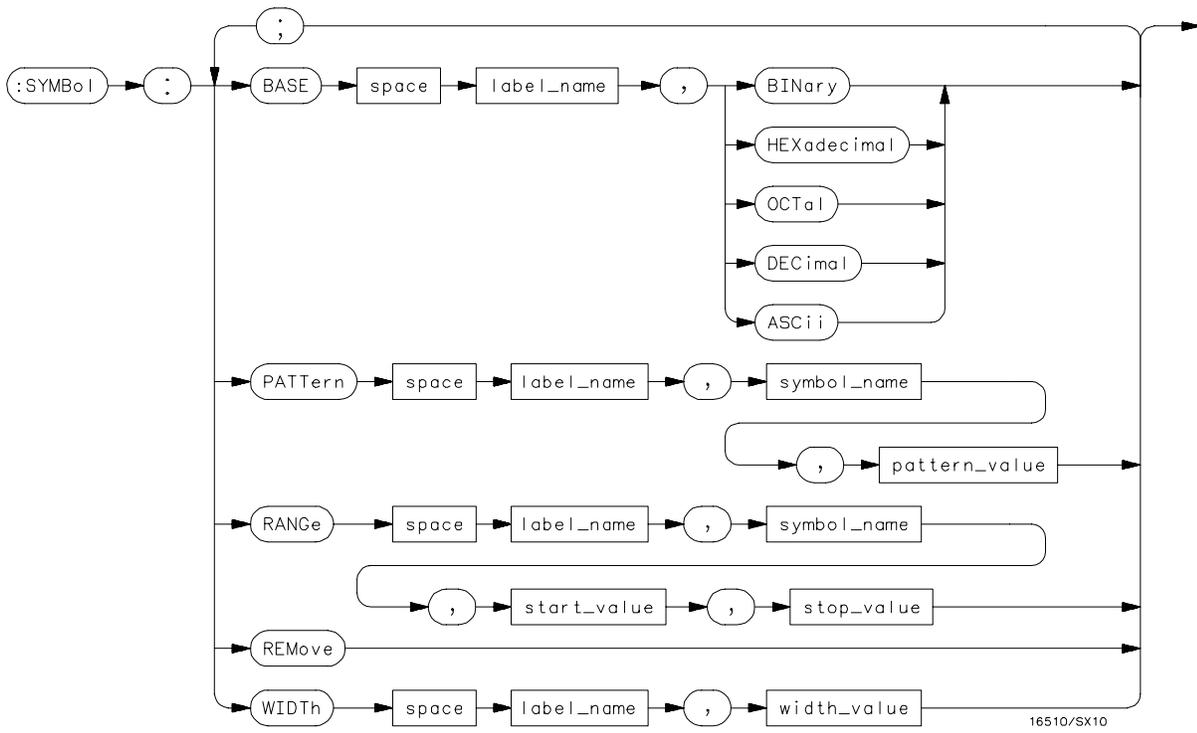 ;
:SYMBol : BASE space label_name , BINary
HEXadecimal
OCTal
DECimal
ASCii
PATTern space label_name , symbol_name
, pattern_value
RANGe space label_name , symbol_name
, start_value , stop_value
REMove
WIDTh space label_name , width_value
16510/SX10